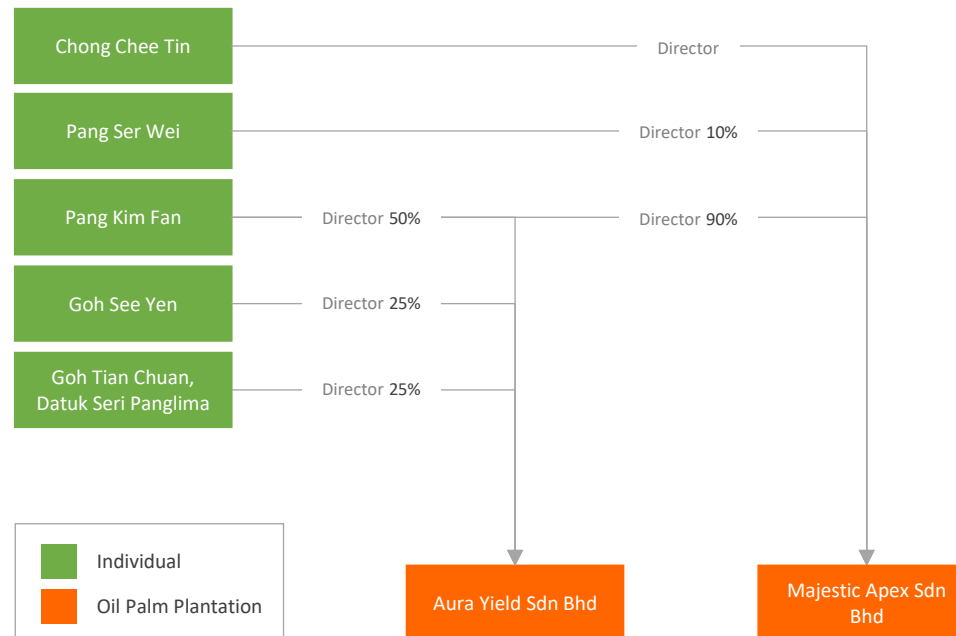 Chong Chee Tin
Director
Pang Ser Wei
Director 10%
Pang Kim Fan
Director 50%
Director 90%
Goh See Yen
Director 25%
Goh Tian Chuan,
Datuk Seri Panglima
Director 25%
Individual
Oil Palm Plantation
Aura Yield Sdn Bhd
Majestic Apex Sdn
Bhd